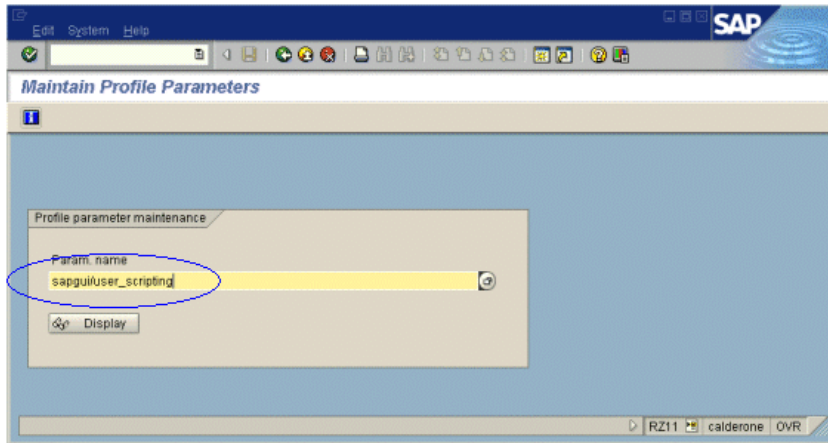 Edit System Help
SAP
Maintain Profile Parameters
Profile parameter maintenance
Param. name
sapgui/user_scripting
Display
RZ11 calderone OVR